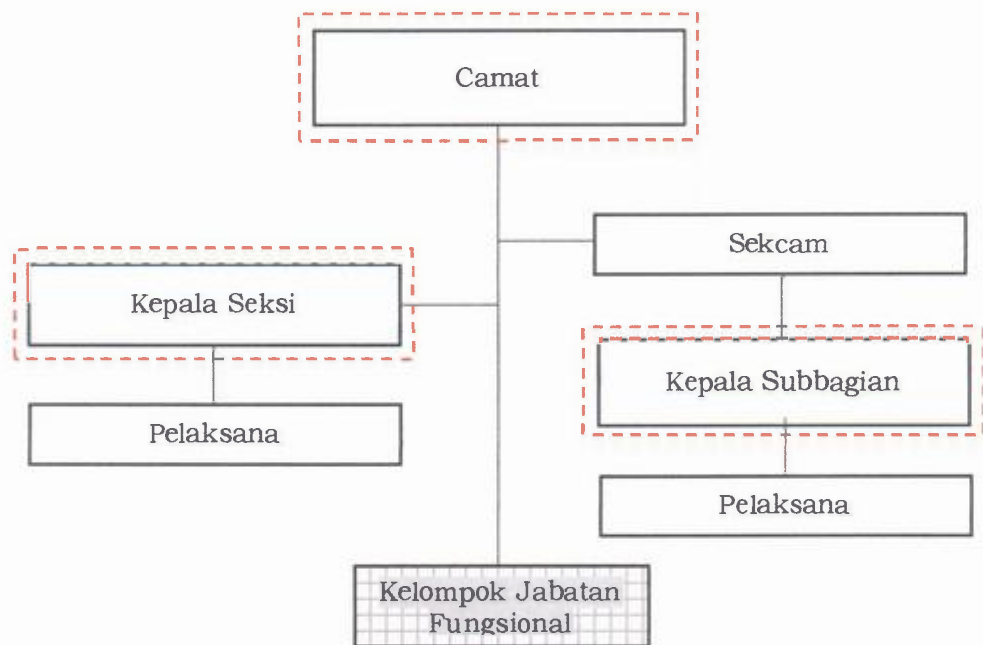 Camat
Sekcam
Kepala Seksi
Kepala Subbagian
Pelaksana
Pelaksana
Kelompok Jabatan
Fungsional